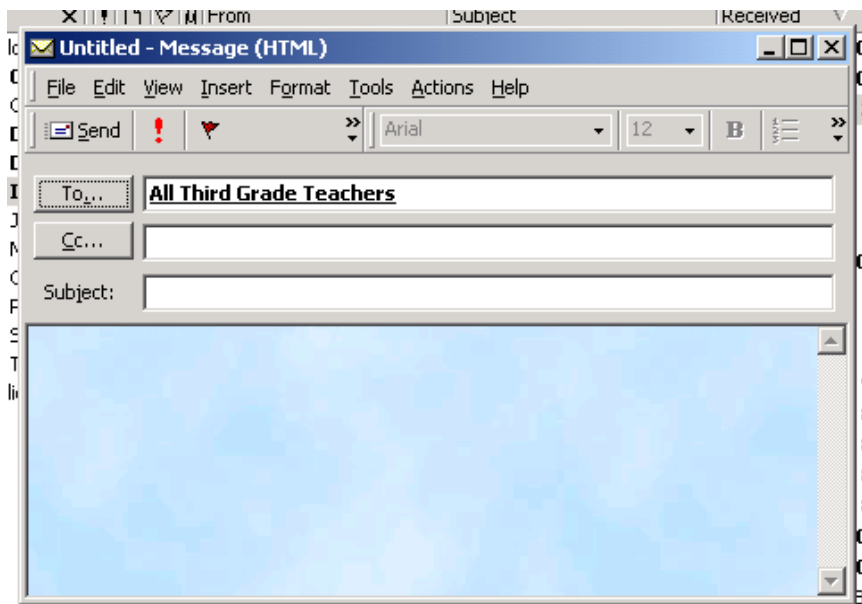 From Subject Received
Untitled - Message (HTML)
File Edit View Insert Format Tools Actions Help
Send Arial 12 B
To... All Third Grade Teachers
Cc...
Subject: